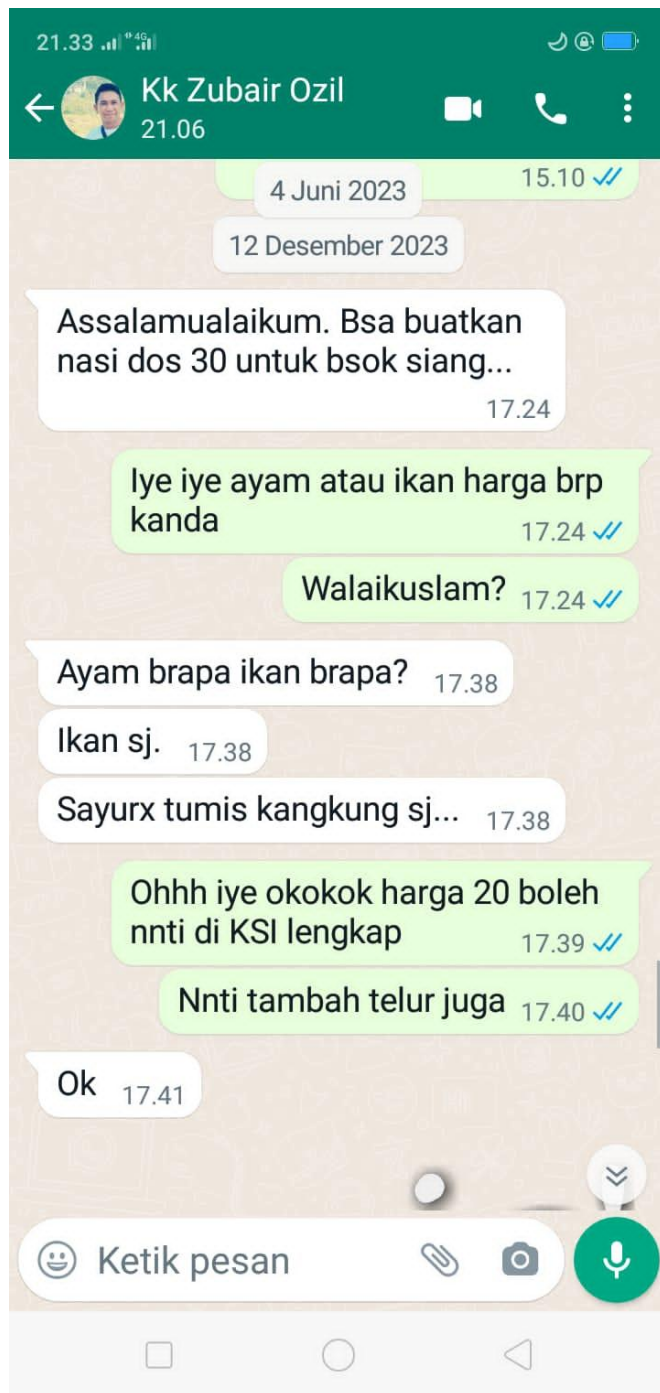 21.33
4G
Kk Zubair Ozil
21.06
15.10
4 Juni 2023
12 Desember 2023
Assalamualaikum. Bsa buatkan
nasi dos 30 untuk bsok siang...
17.24
Iye iye ayam atau ikan harga brp
kanda
17.24
Walaikuslam? 17.24
Ayam brapa ikan brapa? 17.38
Ikan sj. 17.38
Sayurx tumis kangkung sj... 17.38
Ohhh iye okokok harga 20 boleh
nnti di KSI lengkap
17.39
Nnti tambah telur juga 17.40
Ok 17.41
Ketik pesan